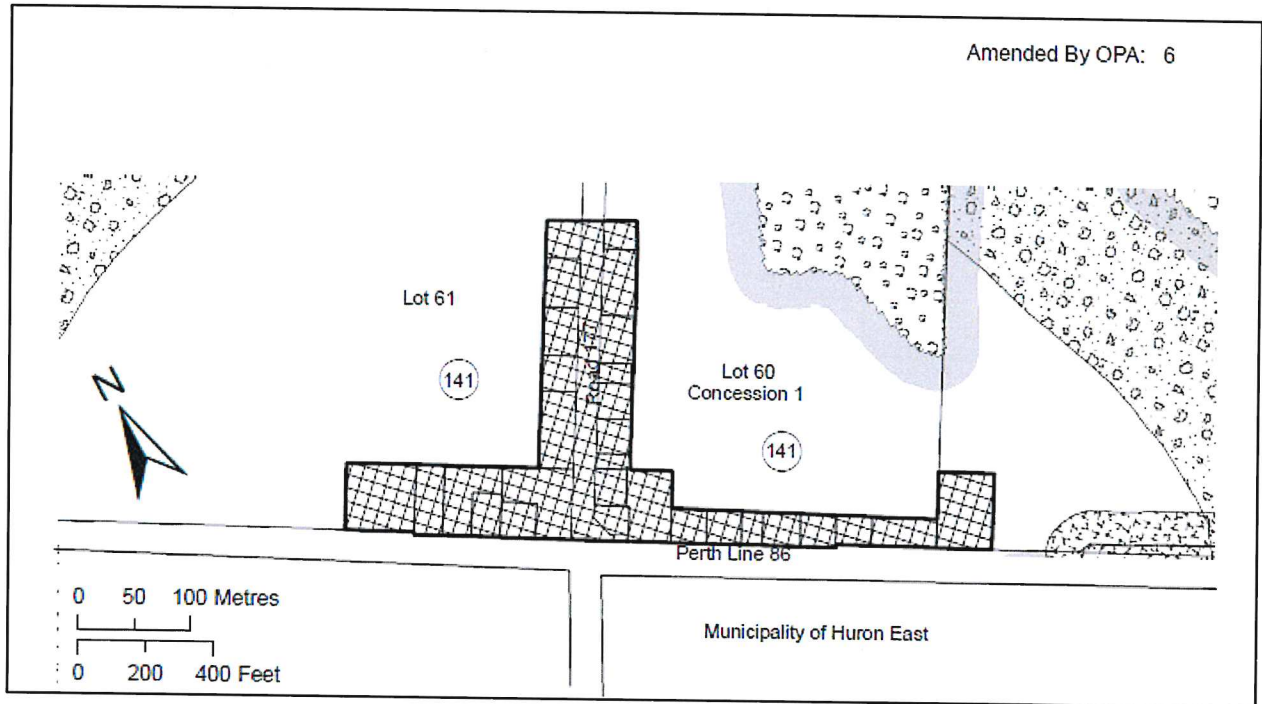 Amended By OPA: 6
Lot 61
141
Lot 60
Concession 1
141
N
Perth Line 86
0 50 100 Metres
0 200 400 Feet
Municipality of Huron East